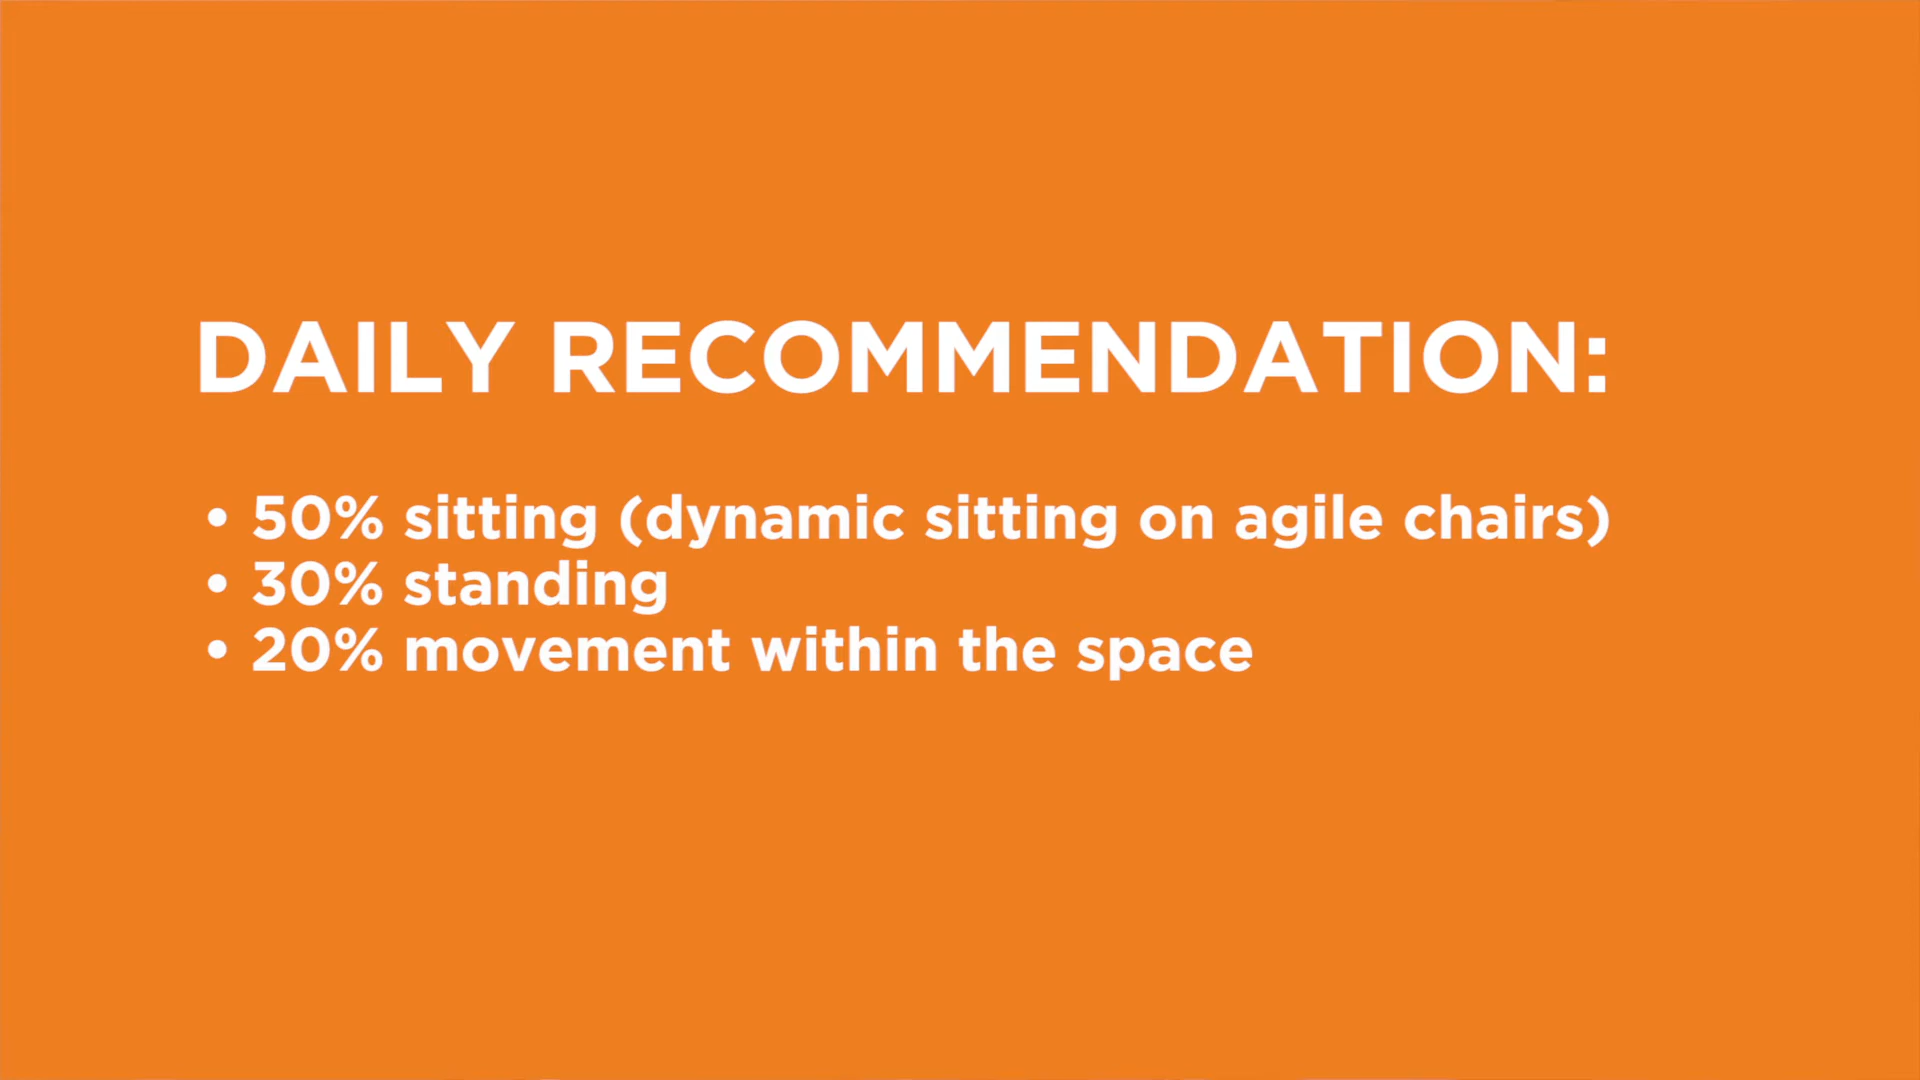 DAILY RECOMMENDATION:
• 50% sitting (dynamic sitting on agile chairs)
• 30% standing
• 20% movement within the space